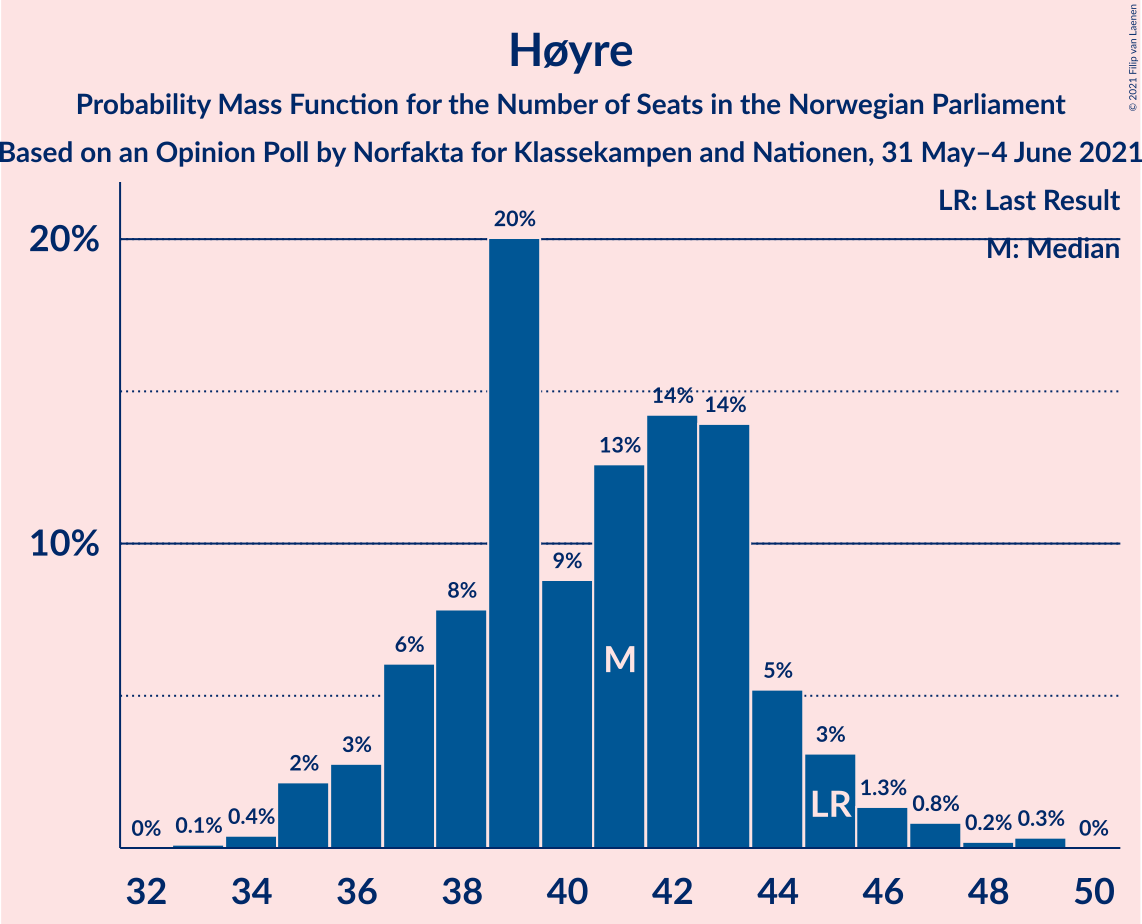 Høyre
Probability Mass Function for the Number of Seats in the Norwegian Parliament
Based on an Opinion Poll by Norfakta for Klassekampen and Nationen, 31 May–4 June 2021
© 2021 Filip van Laenen
LR: Last Result
M: Median
20%
10%
0%
0.1%
0.4%
2%
3%
6%
8%
20%
9%
13%
14%
14%
5%
3%
1.3%
0.8%
0.2%
0.3%
0%
M
LR
32 34 36 38 40 42 44 46 48 50